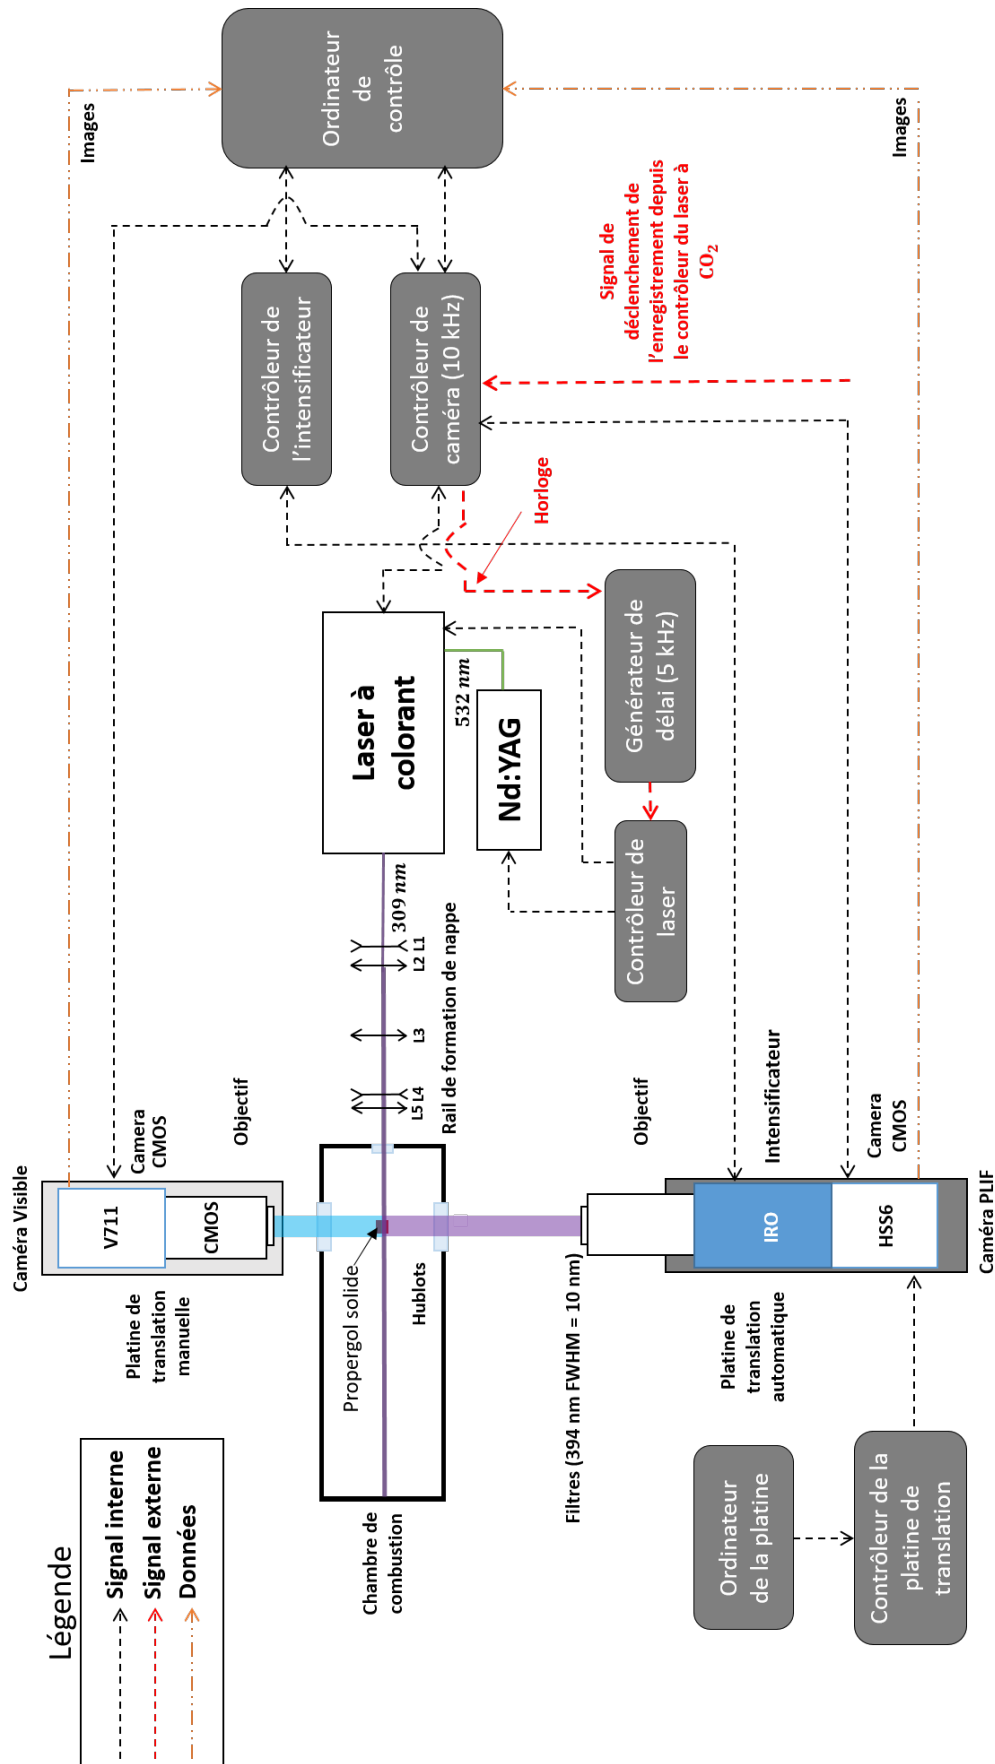 Légende
Signal interne
Signal externe
Données
Caméra Visible
V711
CMOS
Camera
CMOS
Objectif
Platine de
translation
manuelle
Images
Ordinateur
de
contrôle
Contrôleur de
l'intensificateur
Contrôleur de
caméra (10 kHz)
Signal de
déclenchement de
l'enregistrement depuis
le contrôleur du laser à
CO₂
Horloge
Laser à
colorant
532 nm
Nd:YAG
Générateur de
délai (5 kHz)
Contrôleur de
laser
309 nm
L1
L2
L3
L4
L5
Rail de formation de nappe
Propergol solide
Hublots
Chambre de
combustion
Filtres (394 nm FWHM = 10 nm)
Objectif
Intensificateur
Camera
CMOS
IRO
HSS6
Caméra PLIF
Platine de
translation
automatique
Ordinateur
de la platine
Contrôleur de la
platine de
translation
Images